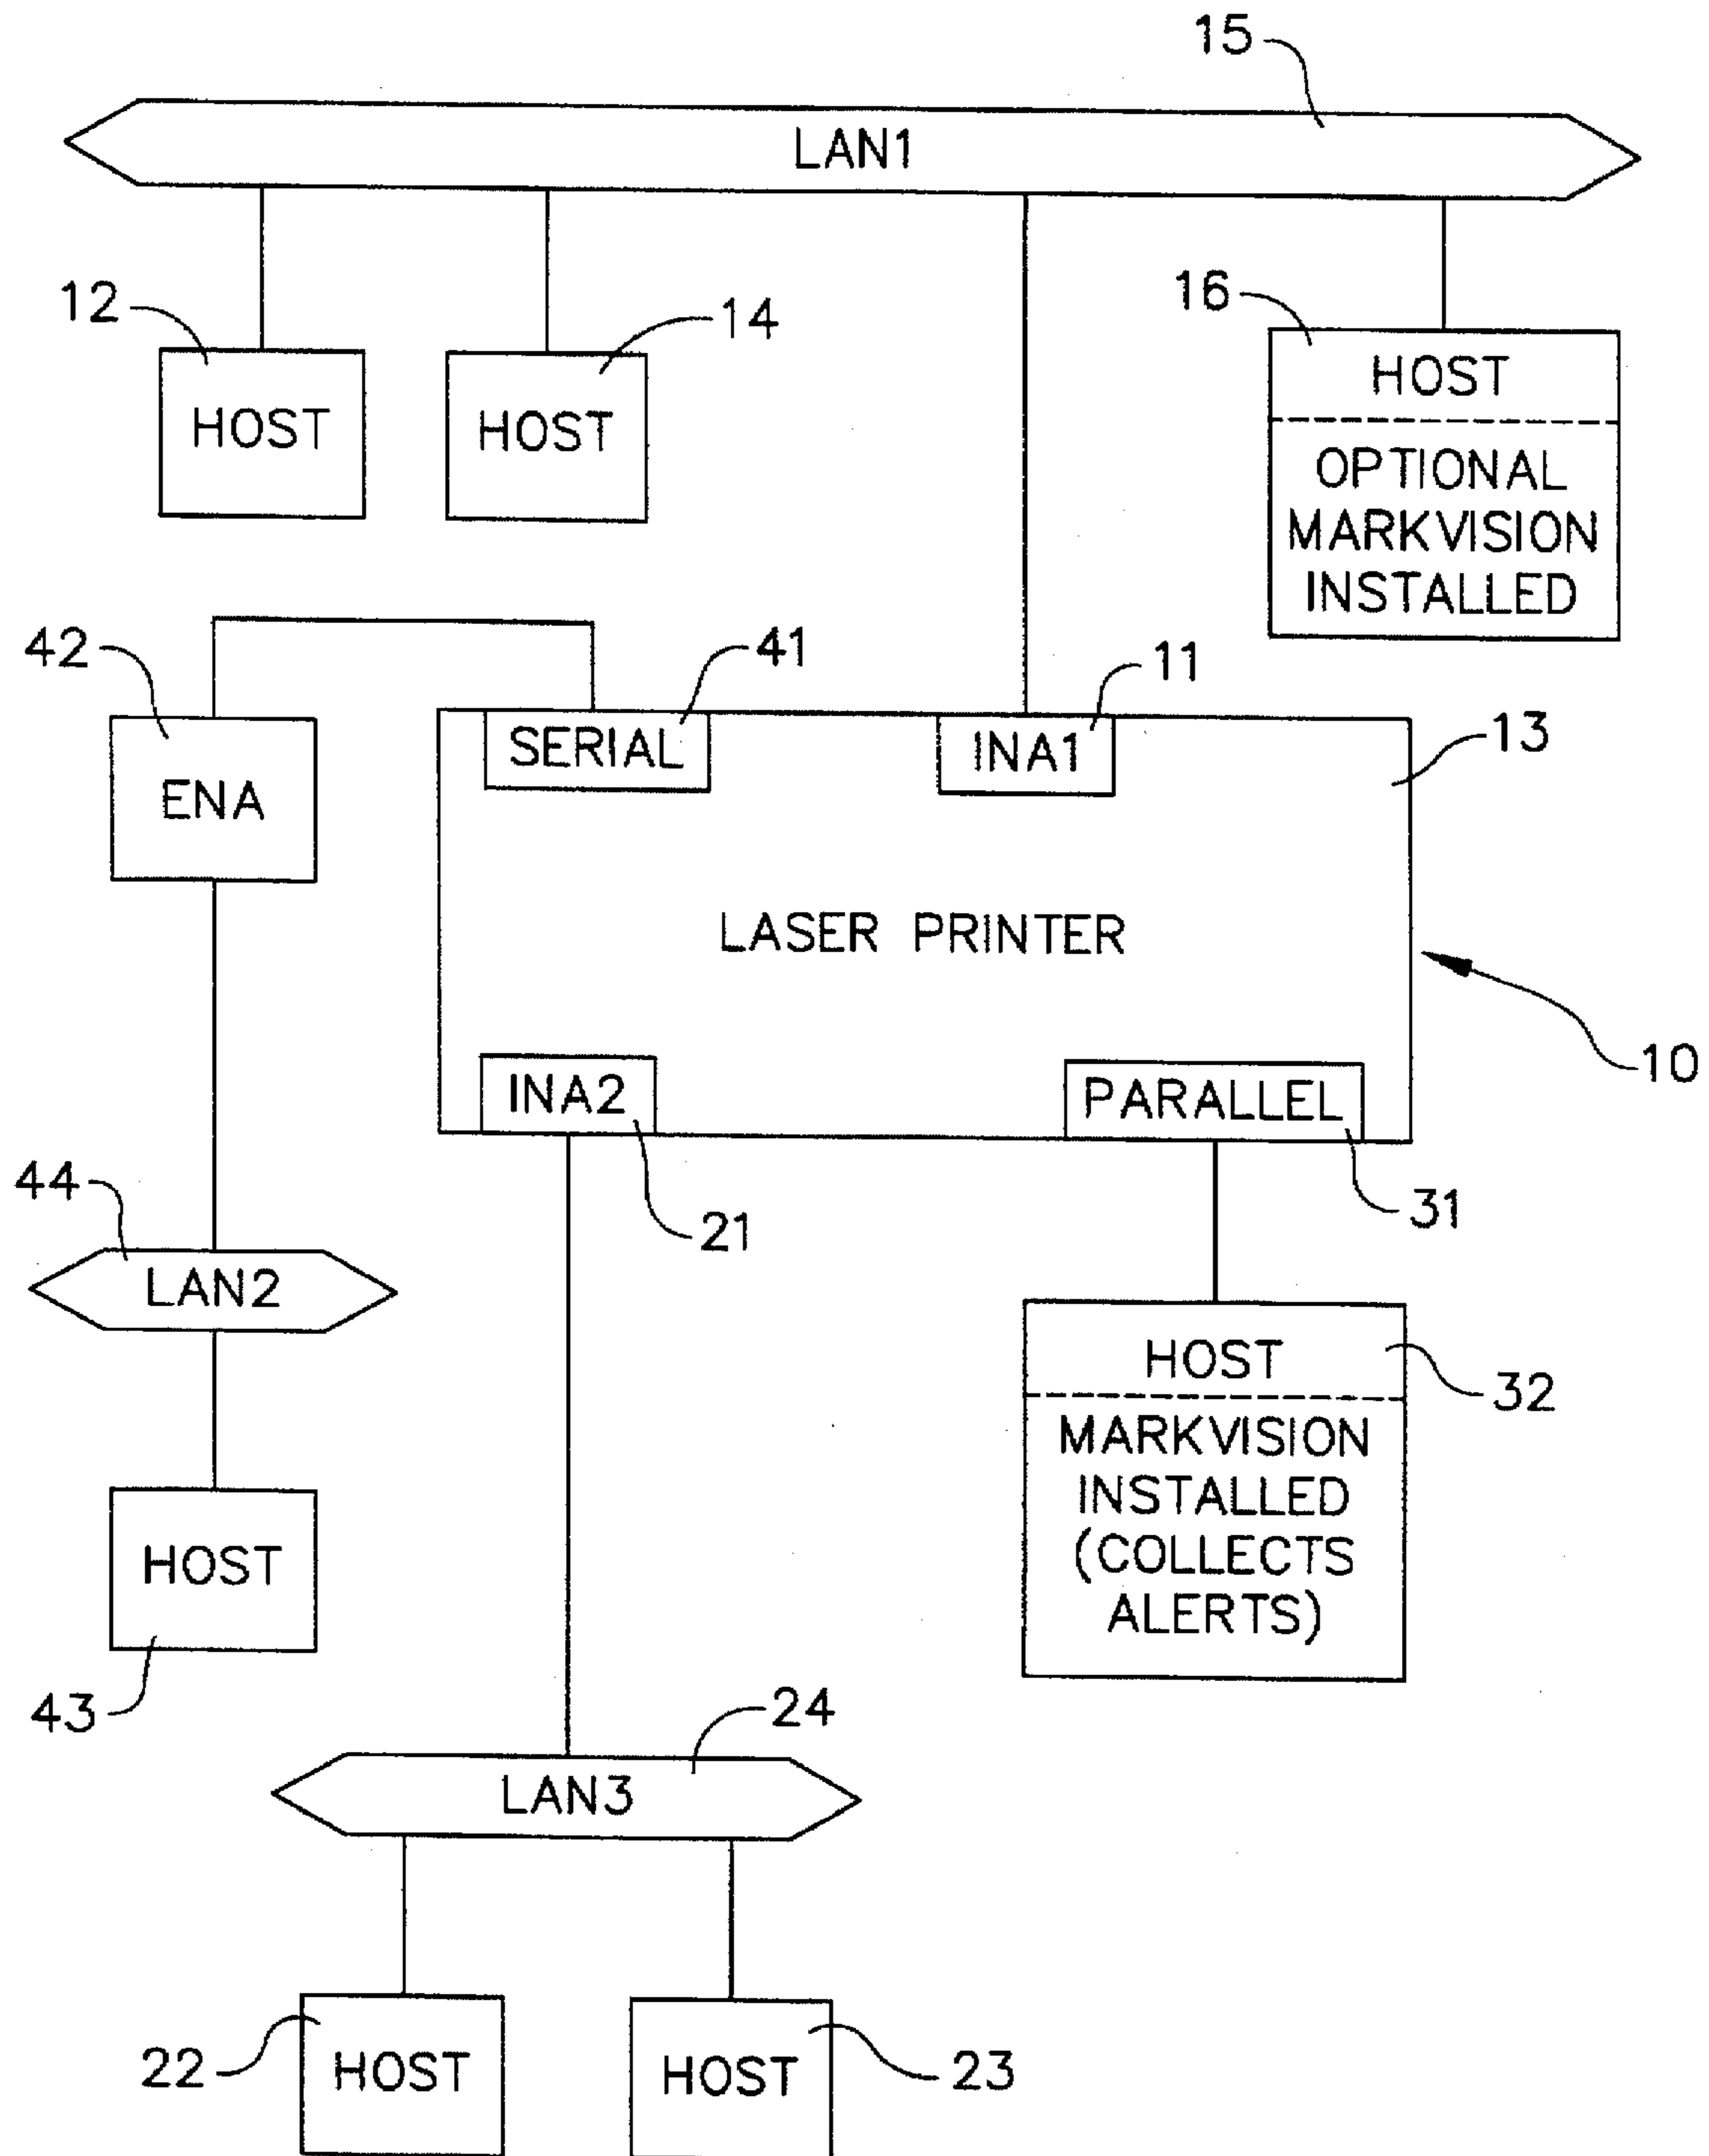 15
LAN1
12
14
16
HOST
HOST
HOST
OPTIONAL
MARKVISION
INSTALLED
42
41
11
13
SERIAL
INA1
ENA
LASER PRINTER
10
INA2
PARALLEL
44
21
31
LAN2
HOST
32
MARKVISION
INSTALLED
(COLLECTS
ALERTS)
HOST
43
24
LAN3
22
HOST
HOST
23